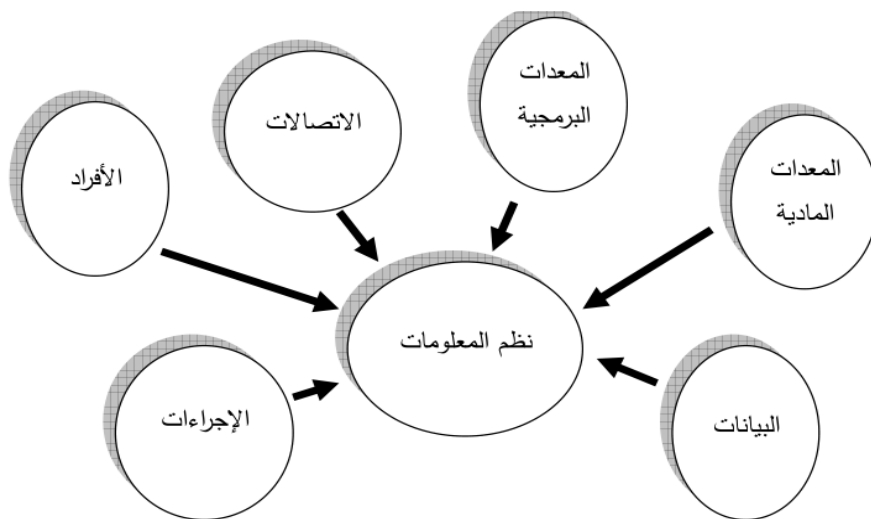 المعدات
البرمجية
الاتصالات
المعدات
المادية
الأفراد
نظم المعلومات
الإجراءات
البيانات